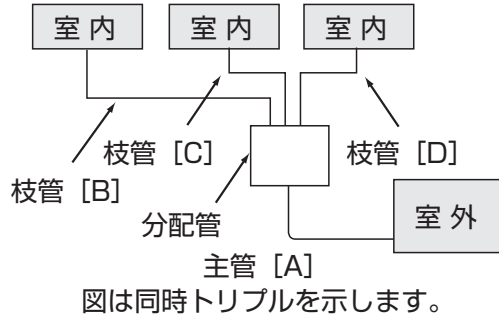 室内 室内 室内
枝管［C］ 枝管［D］
枝管［B］
分配管
室外
主管［A］
図は同時トリプルを示します。